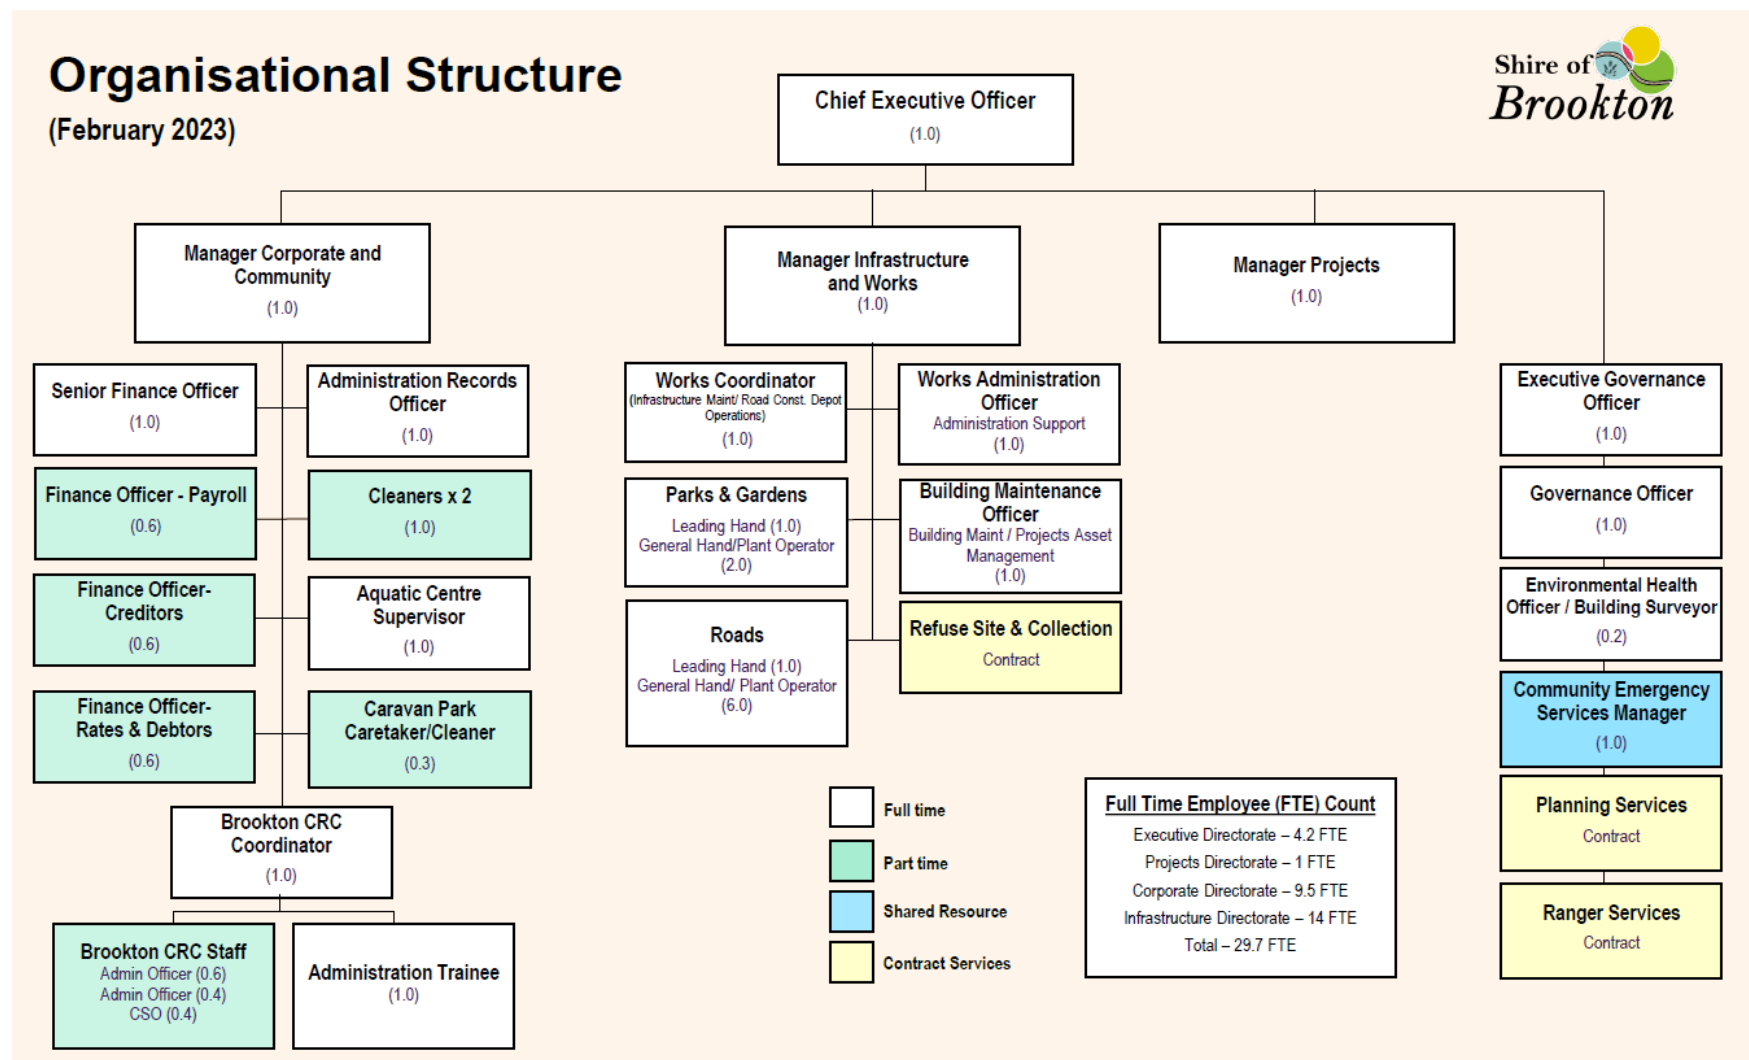 Organisational Structure
(February 2023)
Shire of
Brookton
Chief Executive Officer
(1.0)
Manager Corporate and
Community
(1.0)
Manager Infrastructure
and Works
(1.0)
Manager Projects
(1.0)
Senior Finance Officer
(1.0)
Administration Records
Officer
(1.0)
Finance Officer - Payroll
(0.6)
Cleaners x 2
(1.0)
Finance Officer-
Creditors
(0.6)
Aquatic Centre
Supervisor
(1.0)
Finance Officer-
Rates & Debtors
(0.6)
Caravan Park
Caretaker/Cleaner
(0.3)
Brookton CRC
Coordinator
(1.0)
Brookton CRC Staff
Admin Officer (0.6)
Admin Officer (0.4)
CSO (0.4)
Administration Trainee
(1.0)
Works Coordinator
(Infrastructure Maint/ Road Const. Depot
Operations)
(1.0)
Works Administration
Officer
Administration Support
(1.0)
Parks & Gardens
Leading Hand (1.0)
General Hand/Plant Operator
(2.0)
Building Maintenance
Officer
Building Maint / Projects Asset
Management
(1.0)
Roads
Leading Hand (1.0)
General Hand/ Plant Operator
(6.0)
Refuse Site & Collection
Contract
Executive Governance
Officer
(1.0)
Governance Officer
(1.0)
Environmental Health
Officer / Building Surveyor
(0.2)
Community Emergency
Services Manager
(1.0)
Planning Services
Contract
Ranger Services
Contract
Full time
Part time
Shared Resource
Contract Services
Full Time Employee (FTE) Count
Executive Directorate – 4.2 FTE
Projects Directorate – 1 FTE
Corporate Directorate – 9.5 FTE
Infrastructure Directorate – 14 FTE
Total – 29.7 FTE